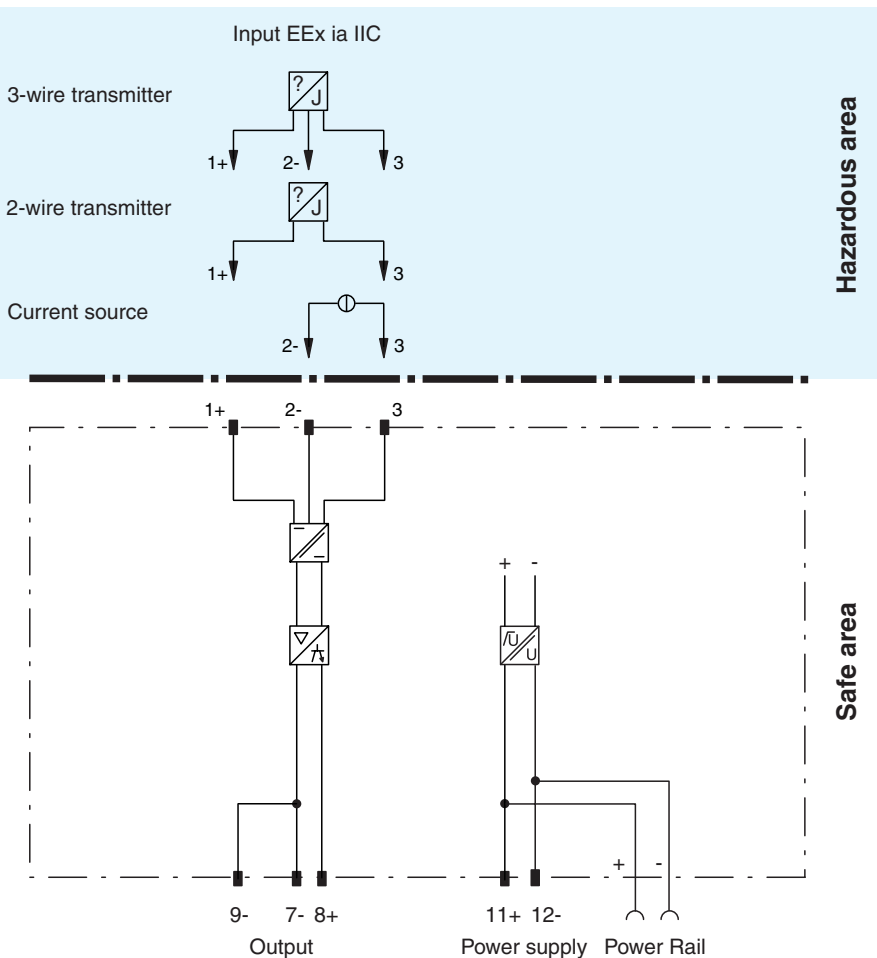 Input EEx ia IIC
3-wire transmitter
? J
1+ 2- 3
2-wire transmitter
? J
1+ 3
Current source
2- 3
Hazardous area
1+ 2- 3
+ -
U U
Safe area
+ -
9- 7- 8+ 11+ 12-
Output Power supply Power Rail